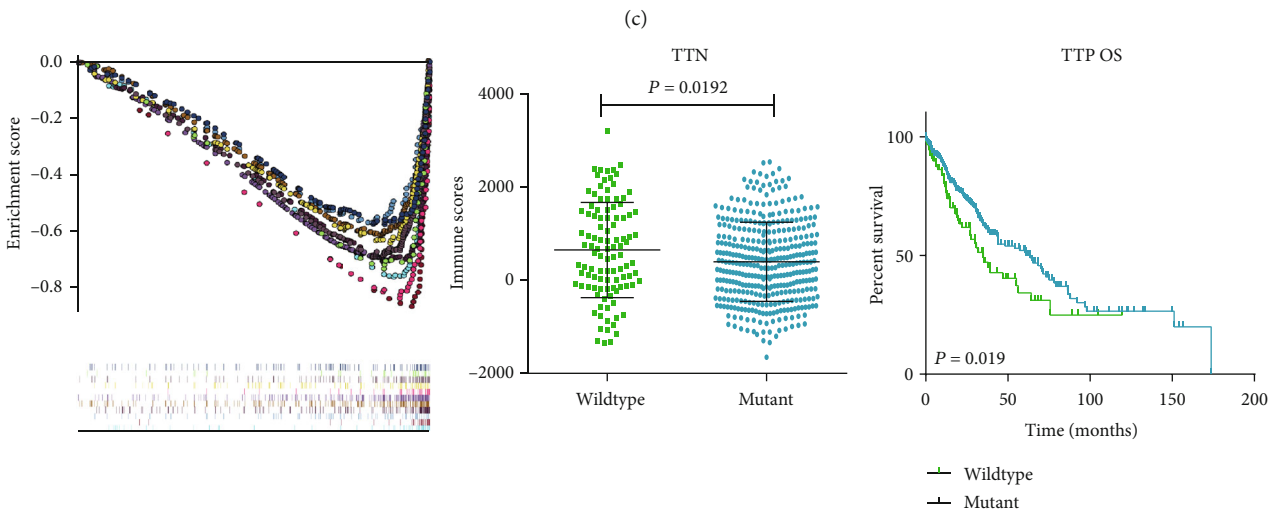 (c)
0.0
−0.2
−0.4
−0.6
−0.8
Enrichment score
TTN
P = 0.0192
4000
2000
0
−2000
Immune scores
Wildtype
Mutant
TTP OS
100
50
0
Percent survival
P = 0.019
0
50
100
150
200
Time (months)
Wildtype
Mutant